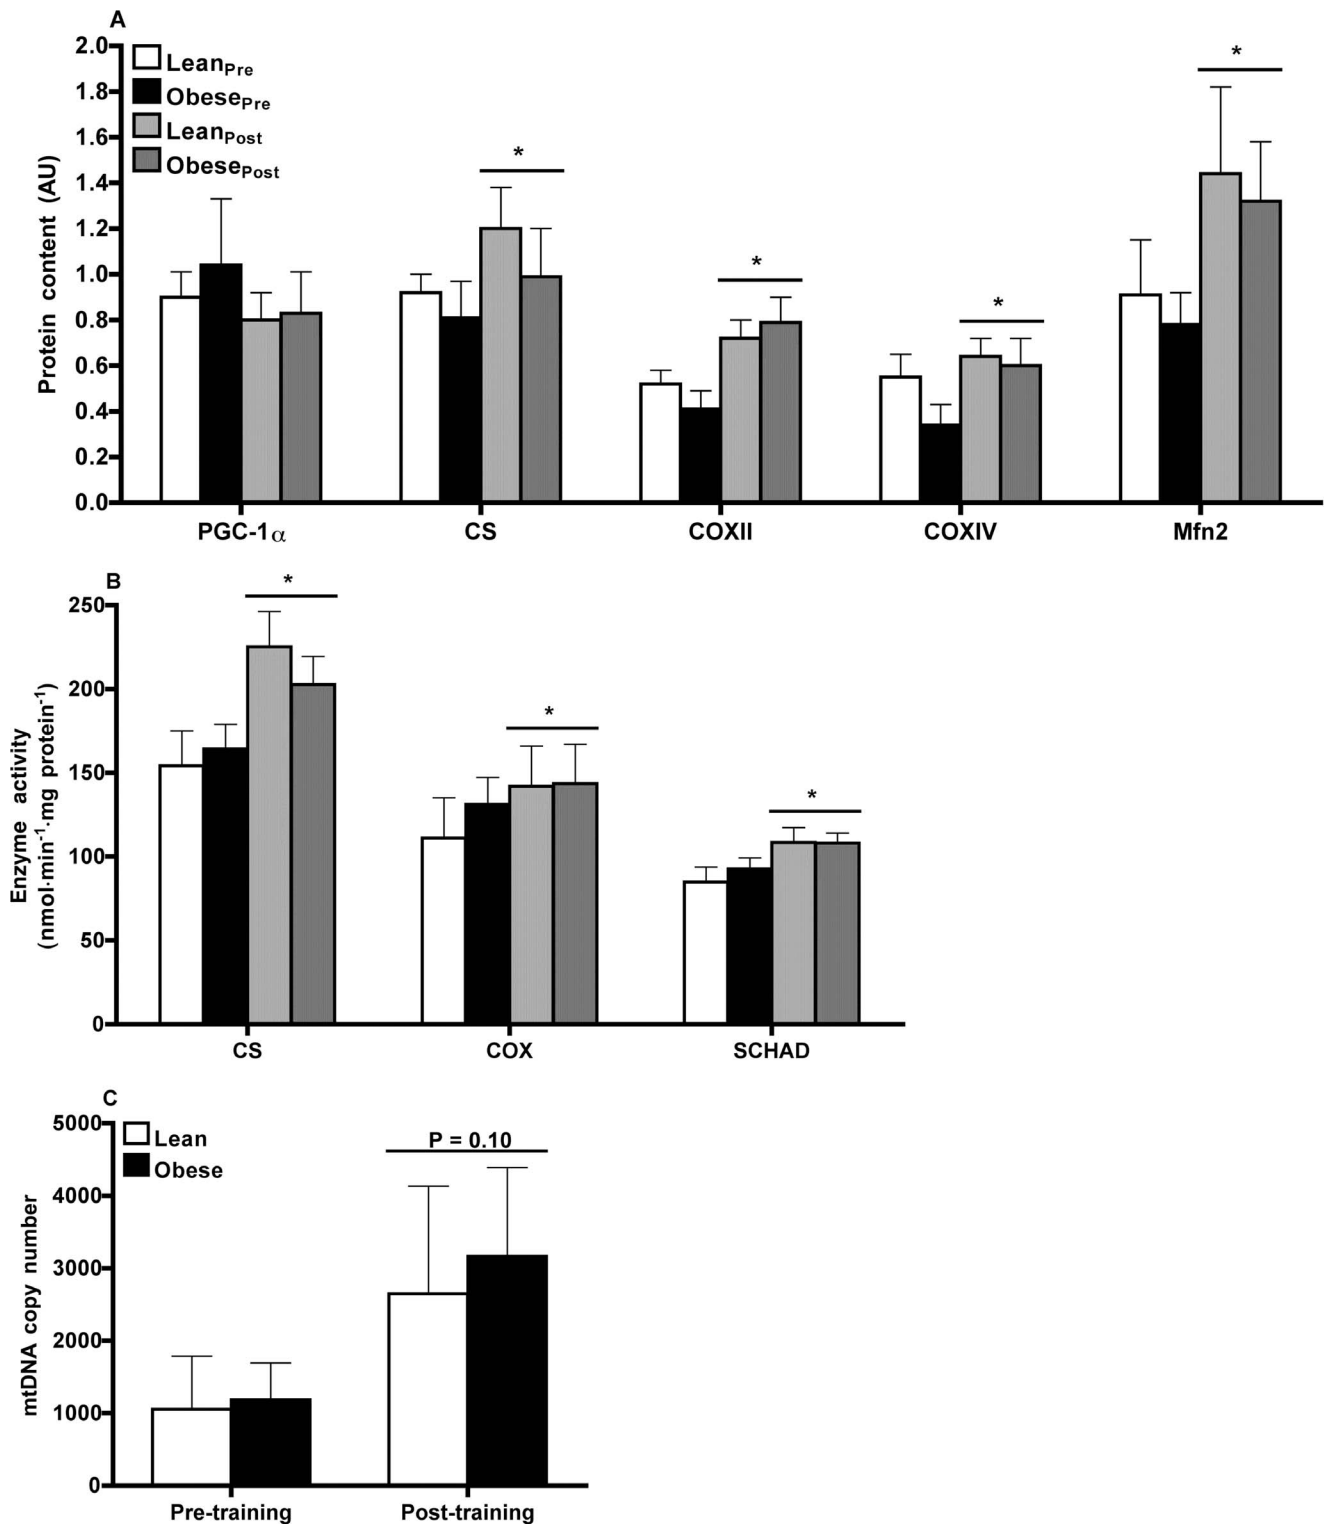 A
2.0
1.8
1.6
1.4
1.2
1.0
0.8
0.6
0.4
0.2
0.0
Protein content (AU)
LeanPre
ObesePre
LeanPost
ObesePost
*
*
*
*
PGC-1α
CS
COXII
COXIV
Mfn2
B
250
200
150
100
50
0
Enzyme activity
(nmol·min⁻¹·mg protein⁻¹)
*
*
*
CS
COX
SCHAD
C
5000
4000
3000
2000
1000
0
mtDNA copy number
Lean
Obese
P = 0.10
Pre-training
Post-training